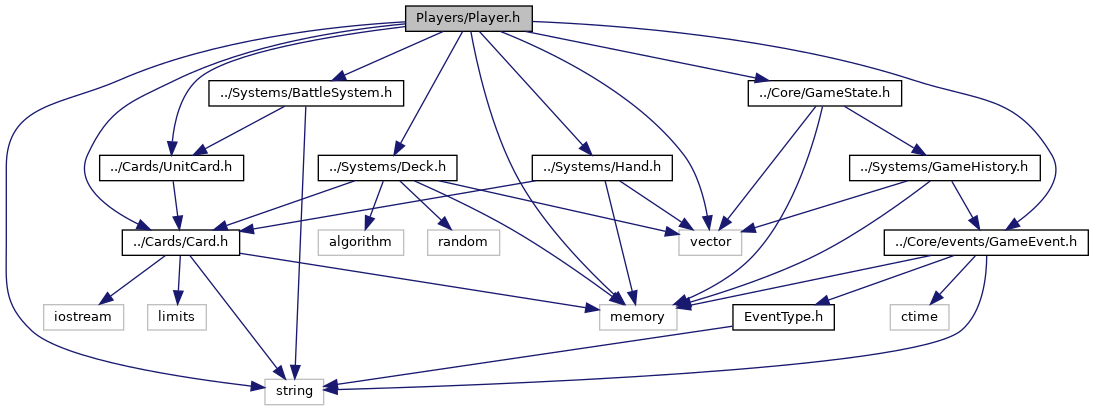 Players/Player.h
../Systems/BattleSystem.h
../Core/GameState.h
../Cards/UnitCard.h
../Systems/Deck.h
../Systems/Hand.h
../Systems/GameHistory.h
../Cards/Card.h
algorithm
random
vector
../Core/events/GameEvent.h
iostream
limits
memory
EventType.h
ctime
string